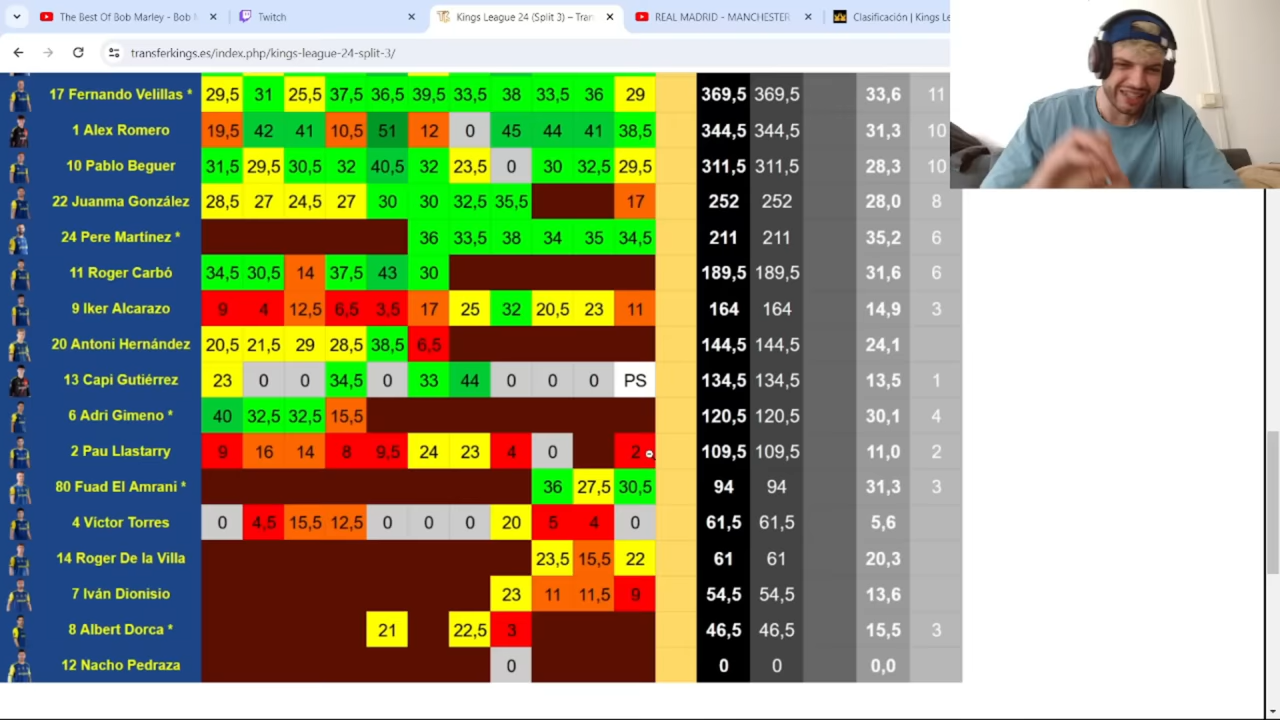 The Best Of Bob Marley - Bob M
Twitch
Kings League 24 (Split 3) – Tran
REAL MADRID - MANCHESTER
Clasificación | Kings Le
transferkings.es/index.php/kings-league-24-split-3/
17 Fernando Velillas * 29,5 31 25,5 37,5 36,5 39,5 33,5 38 33,5 36 29 369,5 369,5 33,6 11
1 Alex Romero 19,5 42 41 10,5 51 12 0 45 44 41 38,5 344,5 344,5 31,3 10
10 Pablo Beguer 31,5 29,5 30,5 32 40,5 32 23,5 0 30 32,5 29,5 311,5 311,5 28,3 10
22 Juanma González 28,5 27 24,5 27 30 30 32,5 35,5 17 252 252 28,0 8
24 Pere Martínez * 36 33,5 38 34 35 34,5 211 211 35,2 6
11 Roger Carbó 34,5 30,5 14 37,5 43 30 189,5 189,5 31,6 6
9 Iker Alcarazo 9 4 12,5 6,5 3,5 17 25 32 20,5 23 11 164 164 14,9 3
20 Antoni Hernández 20,5 21,5 29 28,5 38,5 6,5 144,5 144,5 24,1
13 Capi Gutiérrez 23 0 0 34,5 0 33 44 0 0 0 PS 134,5 134,5 13,5 1
6 Adri Gimeno * 40 32,5 32,5 15,5 120,5 120,5 30,1 4
2 Pau Llastarry 9 16 14 8 9,5 24 23 4 0 2 109,5 109,5 11,0 2
80 Fuad El Amrani * 36 27,5 30,5 94 94 31,3 3
4 Victor Torres 0 4,5 15,5 12,5 0 0 0 20 5 4 0 61,5 61,5 5,6
14 Roger De la Villa 23,5 15,5 22 61 61 20,3
7 Iván Dionisio 23 11 11,5 9 54,5 54,5 13,6
8 Albert Dorca * 21 22,5 3 46,5 46,5 15,5 3
12 Nacho Pedraza 0 0 0 0,0